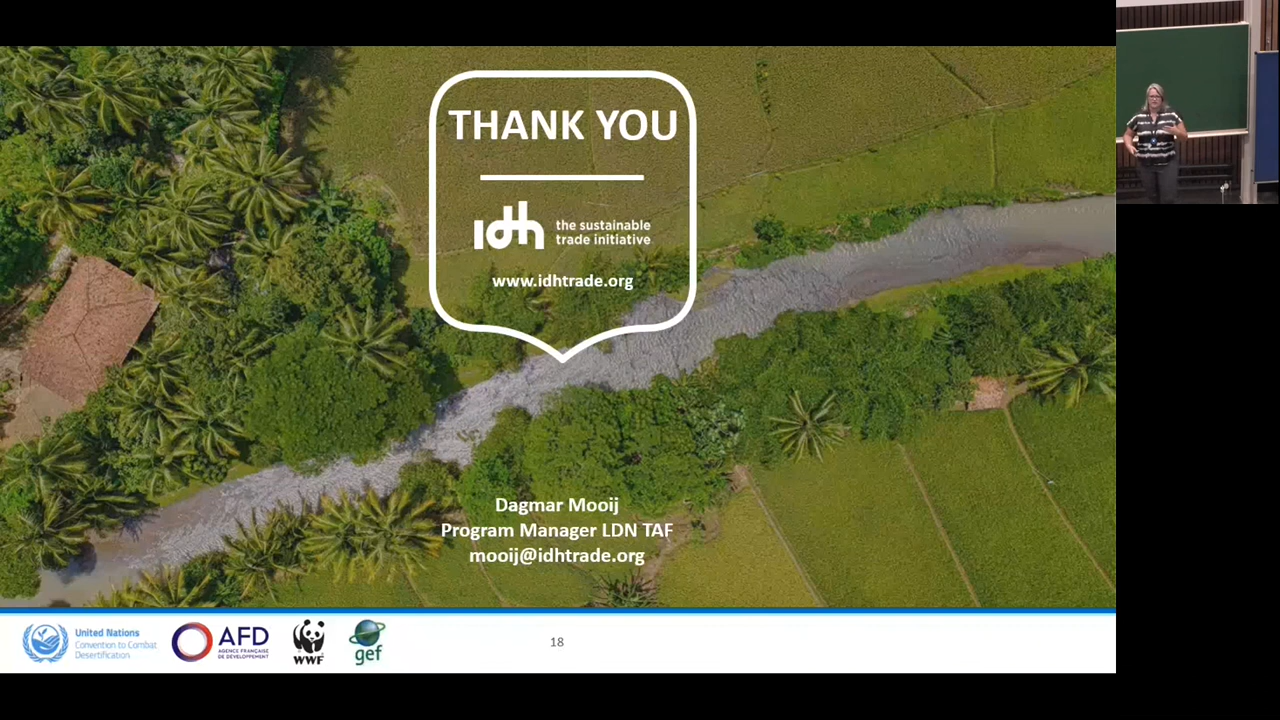 THANK YOU
idh
the sustainable
trade initiative
www.idhtrade.org
Dagmar Mooij
Program Manager LDN TAF
mooij@idhtrade.org
United Nations
Convention to Combat
Desertification
AFD
AGENCE FRANÇAISE
DE DÉVELOPPEMENT
WWF
gef
18